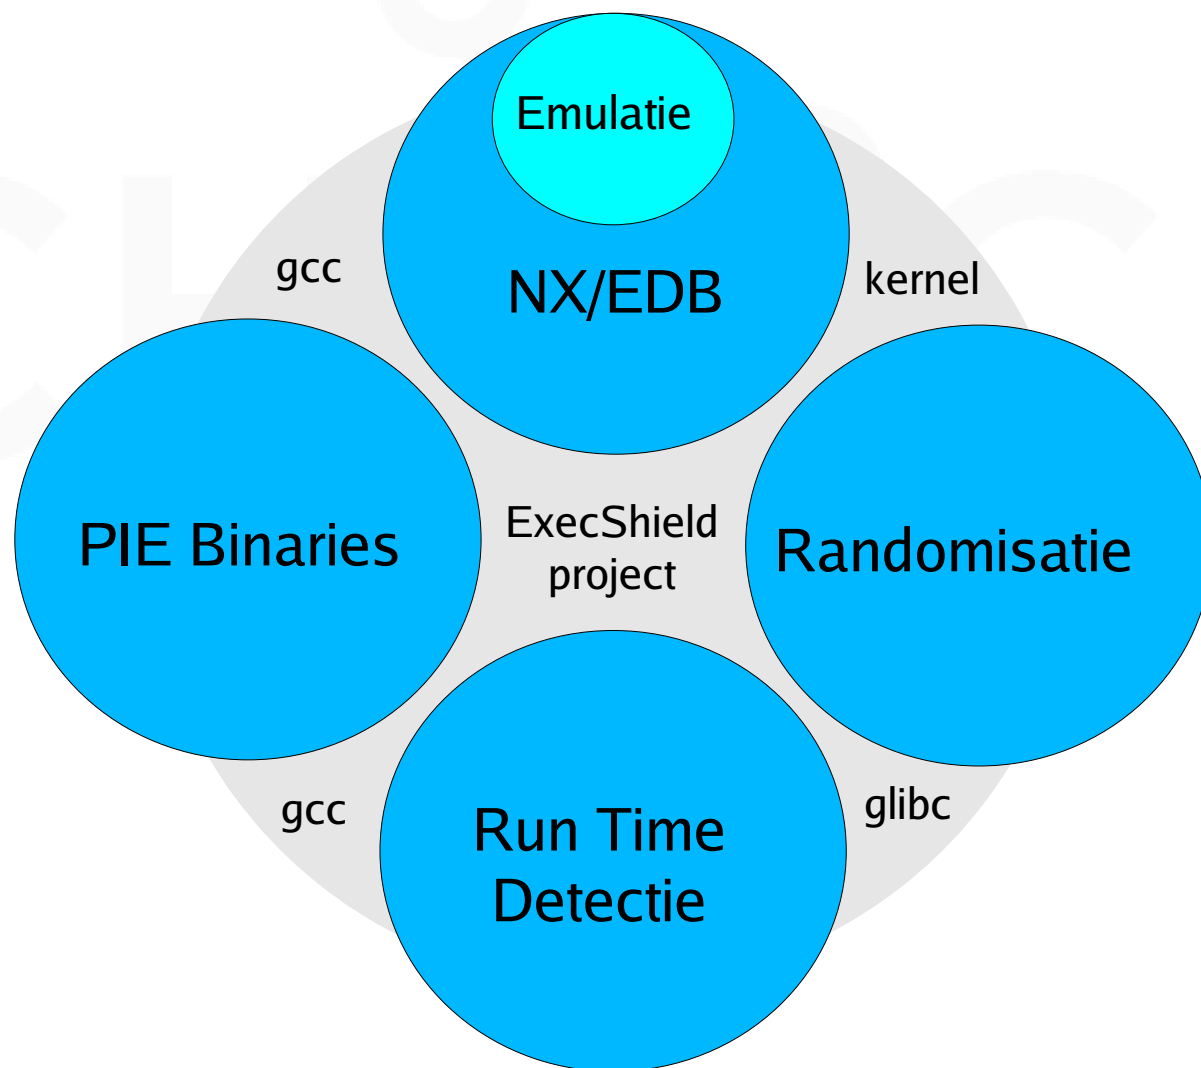 Emulatie
gcc
NX/EDB
kernel
PIE Binaries
ExecShield
project
Randomisatie
gcc
Run Time
Detectie
glibc